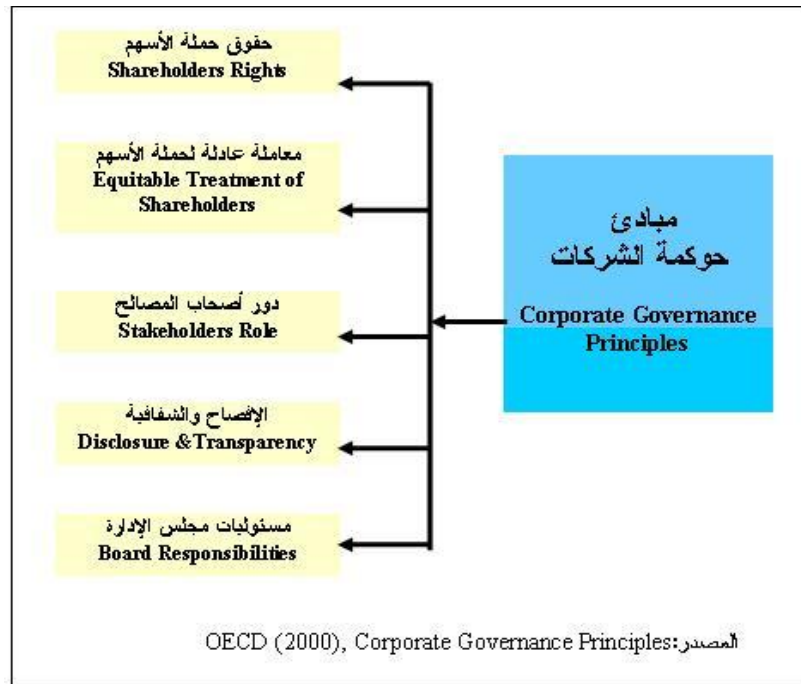 حقوق حملة الأسهم
Shareholders Rights
معاملة عادلة لحملة الأسهم
Equitable Treatment of
Shareholders
دور أصحاب المصالح
Stakeholders Role
الإفصاح والشفافية
Disclosure &Transparency
مسئوليات مجلس الإدارة
Board Responsibilities
مبادئ
حوكمة الشركات
Corporate Governance
Principles
المصدر:OECD (2000), Corporate Governance Principles